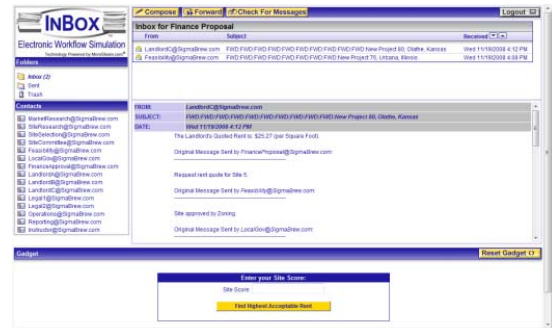 INBox
Electronic Workflow Simulation
Technology Powered by MicroSteam.com®
Compose Forward Check For Messages Logout
Inbox for Finance Proposal
From Subject Received
LandlordC@SigmaBrew.com FWD:FWD:FWD:FWD:FWD:FWD:FWD:FWD:FWD:New Project 80, Olathe, Kansas Wed 11/19/2008 4:12 PM
Feasibility@SigmaBrew.com FWD:FWD:FWD:FWD:FWD:FWD:New Project 76, Urbana, Illinois Wed 11/19/2008 4:08 PM
Folders
Inbox (2)
Sent
Trash
Contacts
MarketResearch@SigmaBrew.com
SiteResearch@SigmaBrew.com
SiteSelection@SigmaBrew.com
SiteCommittee@SigmaBrew.com
Feasibility@SigmaBrew.com
LocalGov@SigmaBrew.com
FinanceApproval@SigmaBrew.com
LandlordA@SigmaBrew.com
LandlordB@SigmaBrew.com
LandlordC@SigmaBrew.com
Legal1@SigmaBrew.com
Legal2@SigmaBrew.com
Operations@SigmaBrew.com
Reporting@SigmaBrew.com
Instructor@SigmaBrew.com
FROM: LandlordC@SigmaBrew.com
SUBJECT: FWD:FWD:FWD:FWD:FWD:FWD:FWD:FWD:FWD:New Project 80, Olathe, Kansas
DATE: Wed 11/19/2008 4:12 PM
The Landlord's Quoted Rent is: $25.27 (per Square Foot).
Original Message Sent by FinanceProposal@SigmaBrew.com:
Request rent quote for Site 5.
Original Message Sent by Feasibility@SigmaBrew.com:
Site approved by Zoning.
Original Message Sent by LocalGov@SigmaBrew.com:
Gadget Reset Gadget
Enter your Site Score:
Site Score:
Find Highest Acceptable Rent